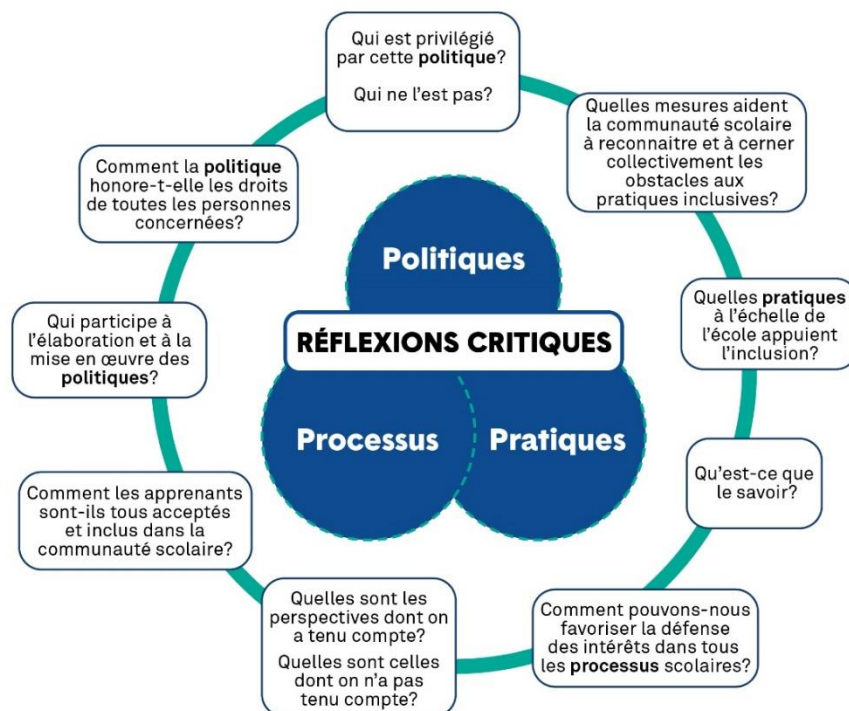 Qui est privilégié
par cette politique?
Qui ne l'est pas?
Quelles mesures aident
la communauté scolaire
à reconnaitre et à cerner
collectivement les
obstacles aux
pratiques inclusives?
Quelles pratiques
à l'échelle de
l'école appuient
l'inclusion?
Qu'est-ce que
le savoir?
Comment pouvons-nous
favoriser la défense
des intérêts dans tous
les processus scolaires?
Quelles sont les
perspectives dont on
a tenu compte?
Quelles sont celles
dont on n'a pas
tenu compte?
Comment les apprenants
sont-ils tous acceptés
et inclus dans la
communauté scolaire?
Qui participe à
l'élaboration et à la
mise en œuvre des
politiques?
Comment la politique
honore-t-elle les droits
de toutes les personnes
concernées?
Politiques
RÉFLEXIONS CRITIQUES
Processus
Pratiques